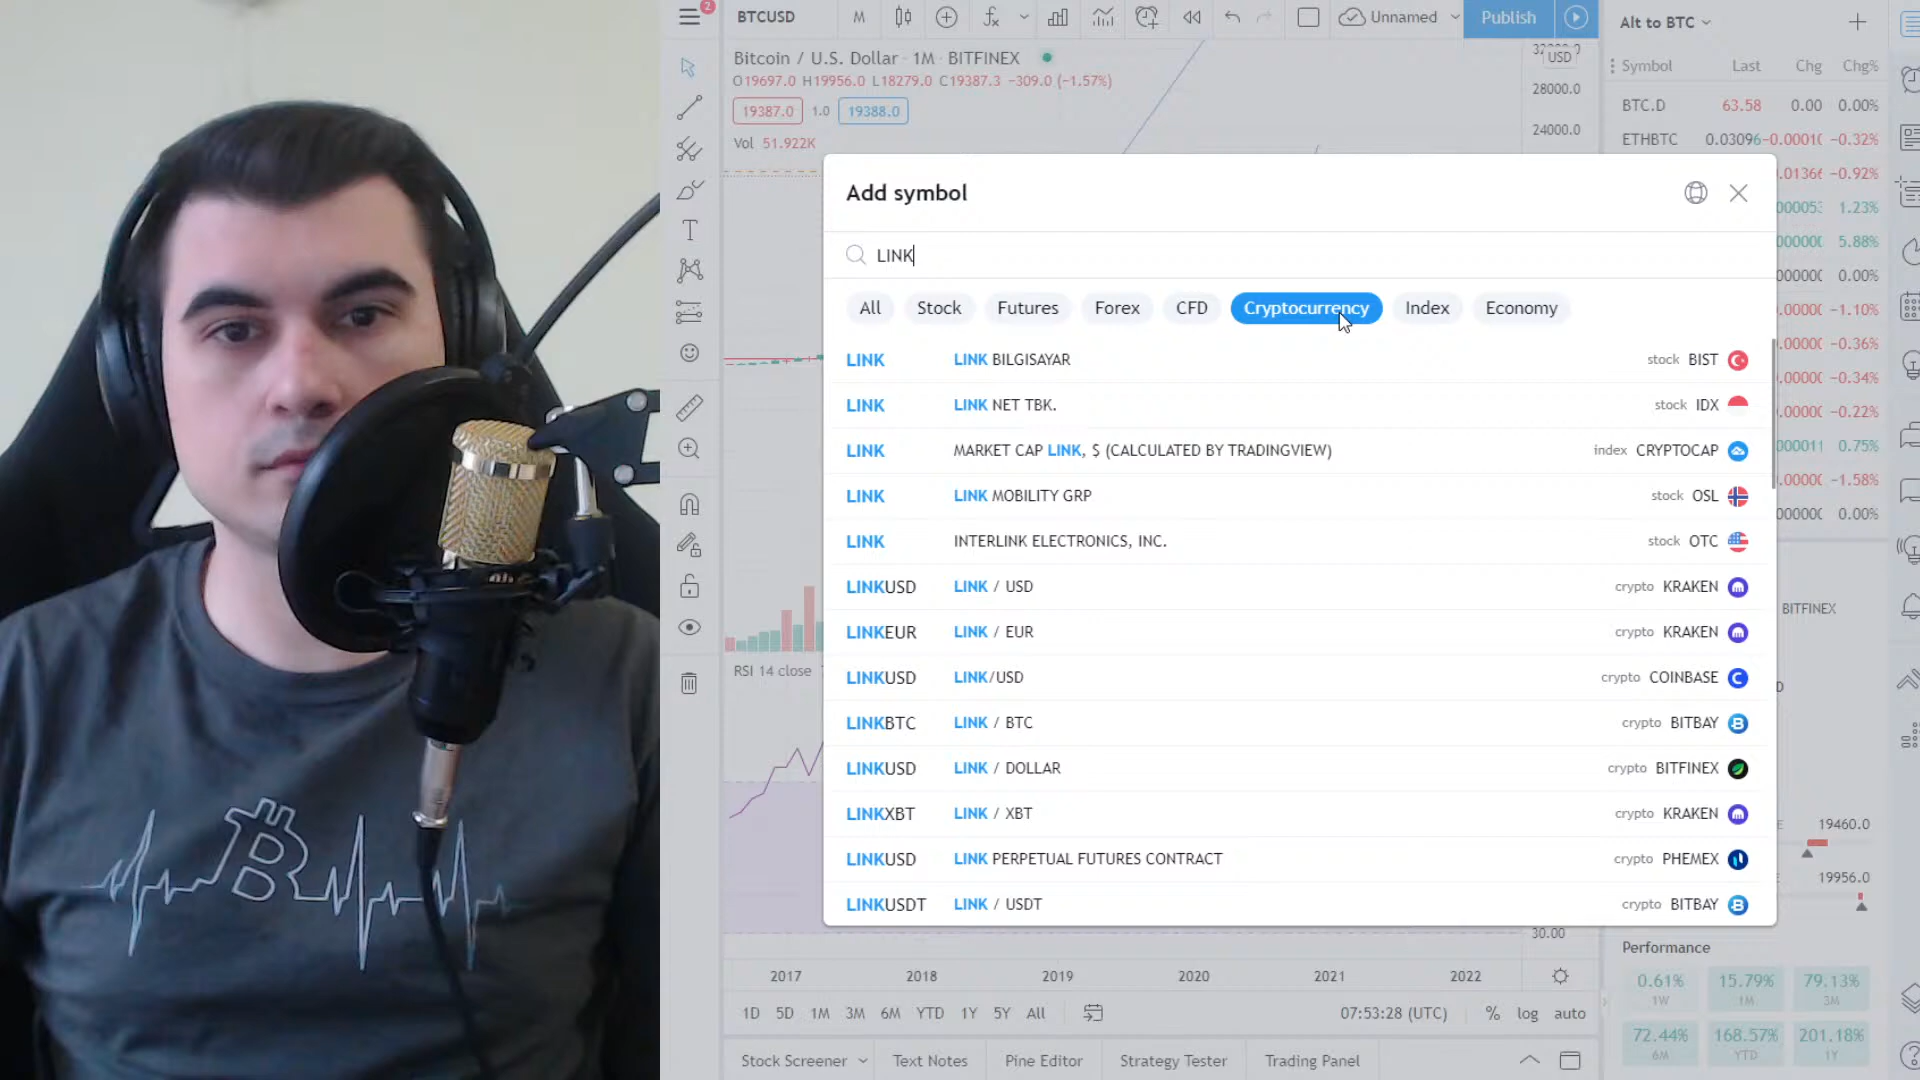 2
BTCUSD M Unnamed Publish Alt to BTC
Bitcoin / U.S. Dollar · 1M · BITFINEX
O19697.0 H19956.0 L18279.0 C19387.3 −309.0 (−1.57%)
19387.0 1.0 19388.0
Vol 51.922K
USD
28000.0
24000.0
Symbol Last Chg Chg%
BTC.D 63.58 0.00 0.00%
ETHBTC 0.03096 −0.0001 −0.32%
−0.92%
1.23%
5.88%
0.00%
−1.10%
−0.36%
−0.34%
−0.22%
0.75%
−1.58%
0.00%
Add symbol
LINK
All Stock Futures Forex CFD Cryptocurrency Index Economy
LINK LINK BILGISAYAR stock BIST
LINK LINK NET TBK. stock IDX
LINK MARKET CAP LINK, $ (CALCULATED BY TRADINGVIEW) index CRYPTOCAP
LINK LINK MOBILITY GRP stock OSL
LINK INTERLINK ELECTRONICS, INC. stock OTC
LINKUSD LINK / USD crypto KRAKEN
LINKEUR LINK / EUR crypto KRAKEN
LINKUSD LINK/USD crypto COINBASE
LINKBTC LINK / BTC crypto BITBAY
LINKUSD LINK / DOLLAR crypto BITFINEX
LINKXBT LINK / XBT crypto KRAKEN
LINKUSD LINK PERPETUAL FUTURES CONTRACT crypto PHEMEX
LINKUSDT LINK / USDT crypto BITBAY
RSI 14 close
BITFINEX
19460.0
19956.0
30.00
2017 2018 2019 2020 2021 2022
1D 5D 1M 3M 6M YTD 1Y 5Y All 07:53:28 (UTC) % log auto
Stock Screener Text Notes Pine Editor Strategy Tester Trading Panel
Performance
0.61% 15.79% 79.13%
1W 1M 3M
72.44% 168.57% 201.18%
6M YTD 1Y